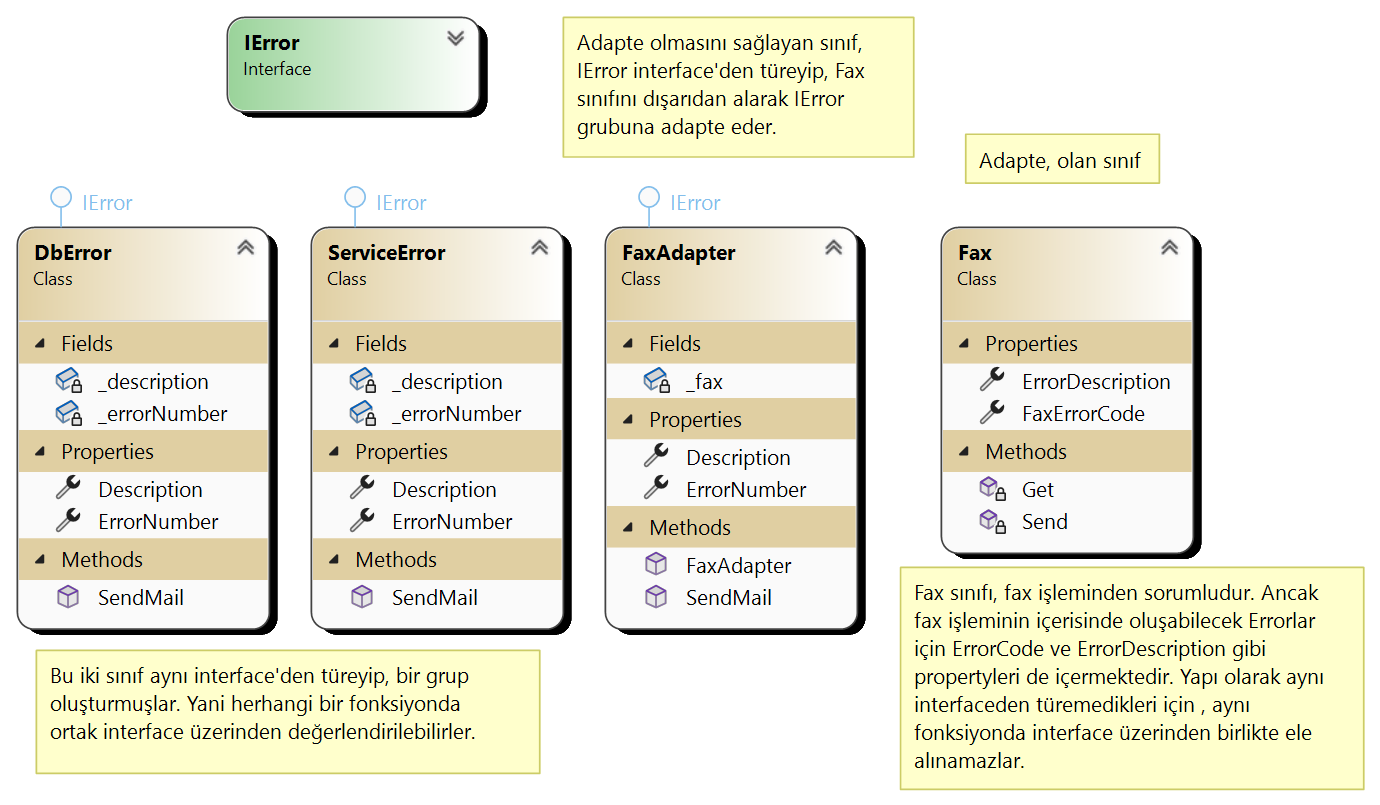 IError
Interface
Adapte olmasını sağlayan sınıf,
IError interface'den türeyip, Fax
sınıfını dışarıdan alarak IError
grubuna adapte eder.
Adapte, olan sınıf
IError
DbError
Class
Fields
_description
_errorNumber
Properties
Description
ErrorNumber
Methods
SendMail
IError
ServiceError
Class
Fields
_description
_errorNumber
Properties
Description
ErrorNumber
Methods
SendMail
IError
FaxAdapter
Class
Fields
_fax
Properties
Description
ErrorNumber
Methods
FaxAdapter
SendMail
Fax
Class
Properties
ErrorDescription
FaxErrorCode
Methods
Get
Send
Bu iki sınıf aynı interface'den türeyip, bir grup
oluşturmuşlar. Yani herhangi bir fonksiyonda
ortak interface üzerinden değerlendirilebilirler.
Fax sınıfı, fax işleminden sorumludur. Ancak
fax işleminin içerisinde oluşabilecek Errorlar
için ErrorCode ve ErrorDescription gibi
propertyleri de içermektedir. Yapı olarak aynı
interfaceden türemedikleri için , aynı
fonksiyonda interface üzerinden birlikte ele
alınamazlar.